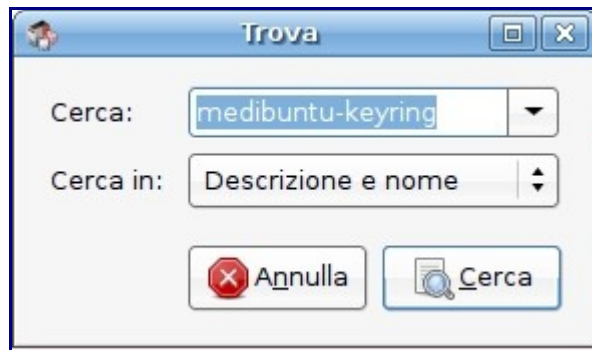 Trova
Cerca: medibuntu-keyring
Cerca in: Descrizione e nome
Annulla Cerca